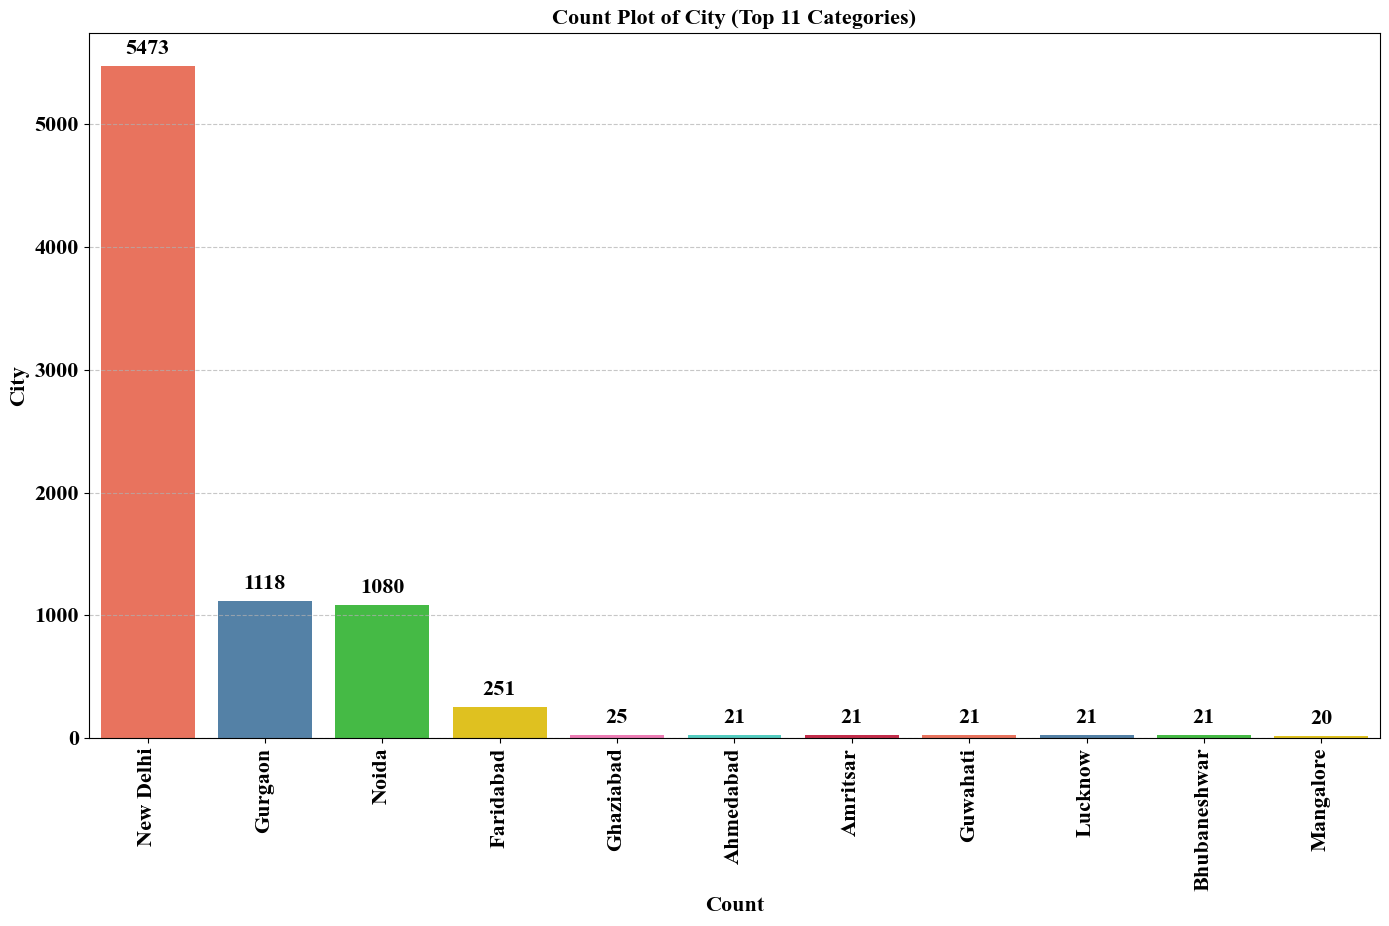 Count Plot of City (Top 11 Categories)
5473
5000
4000
3000
2000
1000
0
City
1118
1080
251
25
21
21
21
21
21
20
New Delhi
Gurgaon
Noida
Faridabad
Ghaziabad
Ahmedabad
Amritsar
Guwahati
Lucknow
Bhubaneshwar
Mangalore
Count